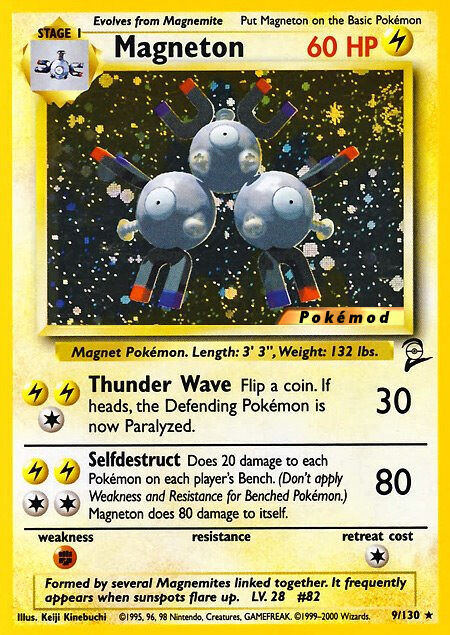 Evolves from Magnemite Put Magneton on the Basic Pokémon
STAGE 1
Magneton 60 HP
Pokémod
Magnet Pokémon. Length: 3' 3", Weight: 132 lbs.
Thunder Wave Flip a coin. If
heads, the Defending Pokémon is
now Paralyzed.
30
Selfdestruct Does 20 damage to each
Pokémon on each player's Bench. (Don't apply
Weakness and Resistance for Benched Pokémon.)
Magneton does 80 damage to itself.
80
weakness resistance retreat cost
Formed by several Magnemites linked together. It frequently
appears when sunspots flare up. LV. 28 #82
Illus. Keiji Kinebuchi ©1995, 96, 98 Nintendo, Creatures, GAMEFREAK. ©1999-2000 Wizards. 9/130 ★